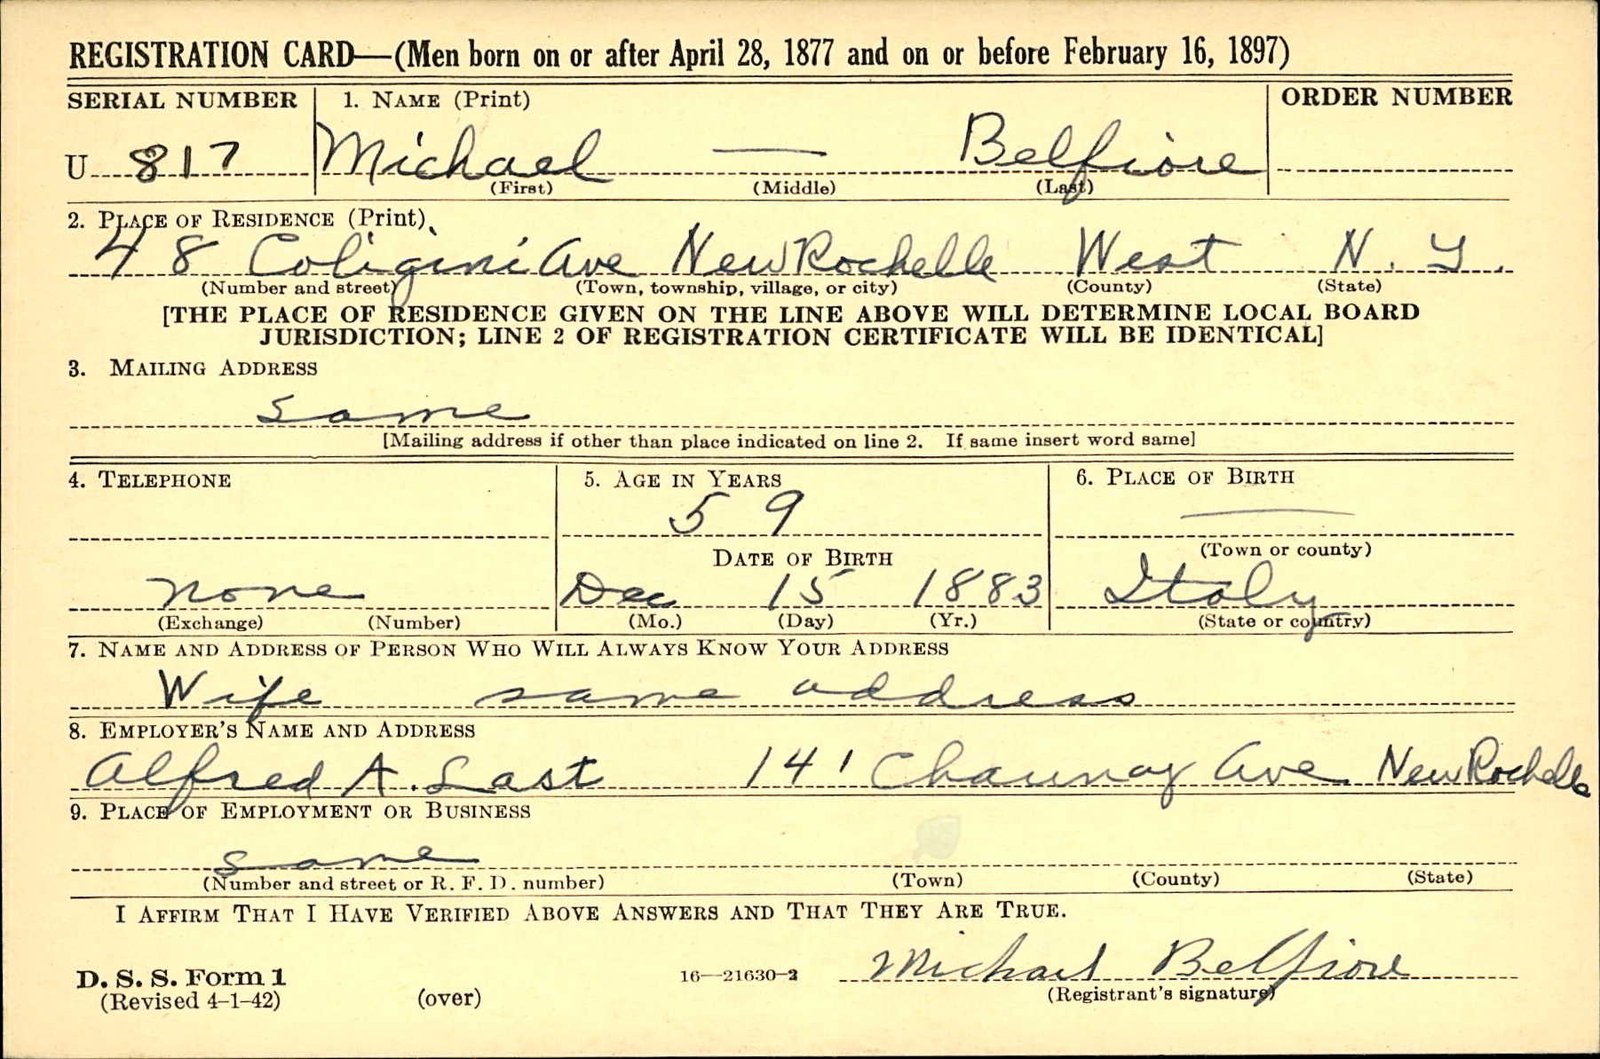 REGISTRATION CARD—(Men born on or after April 28, 1877 and on or before February 16, 1897)
SERIAL NUMBER 1. NAME (Print) ORDER NUMBER
U 817 Michael — Belfiore
(First) (Middle) (Last)
2. PLACE OF RESIDENCE (Print)
48 Coligini Ave New Rochelle West N. Y.
(Number and street) (Town, township, village, or city) (County) (State)
[THE PLACE OF RESIDENCE GIVEN ON THE LINE ABOVE WILL DETERMINE LOCAL BOARD
JURISDICTION; LINE 2 OF REGISTRATION CERTIFICATE WILL BE IDENTICAL]
3. MAILING ADDRESS
Same
[Mailing address if other than place indicated on line 2. If same insert word same]
4. TELEPHONE 5. AGE IN YEARS 6. PLACE OF BIRTH
59 —
DATE OF BIRTH (Town or county)
none Dec 15 1883 Italy
(Exchange) (Number) (Mo.) (Day) (Yr.) (State or country)
7. NAME AND ADDRESS OF PERSON WHO WILL ALWAYS KNOW YOUR ADDRESS
Wife same address
8. EMPLOYER'S NAME AND ADDRESS
Alfred A. Last 141 Ave New Rochelle
9. PLACE OF EMPLOYMENT OR BUSINESS
Same
(Number and street or R. F. D. number) (Town) (County) (State)
I AFFIRM THAT I HAVE VERIFIED ABOVE ANSWERS AND THAT THEY ARE TRUE.
Michael Belfiore
D. S. S. Form 1 16—21630-2
(Revised 4-1-42) (over) (Registrant's signature)